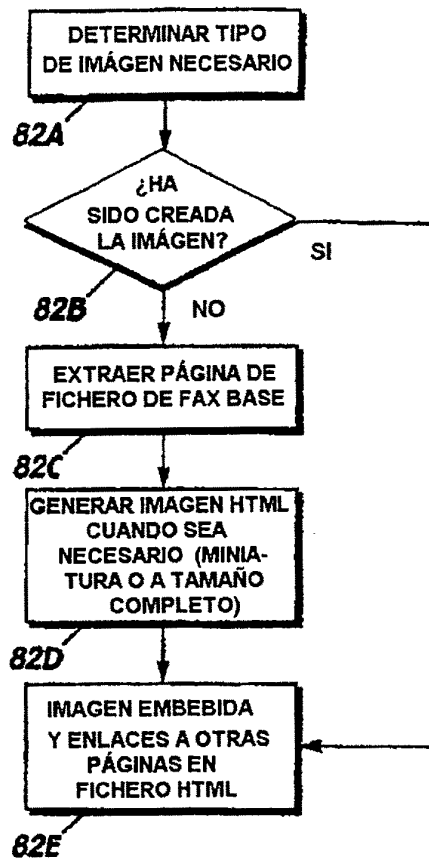 DETERMINAR TIPO
DE IMÁGEN NECESARIO
82A
¿HA
SIDO CREADA
LA IMÁGEN?
SI
82B
NO
EXTRAER PÁGINA DE
FICHERO DE FAX BASE
82C
GENERAR IMAGEN HTML
CUANDO SEA
NECESARIO (MINIA-
TURA O A TAMAÑO
COMPLETO)
82D
IMAGEN EMBEBIDA
Y ENLACES A OTRAS
PÁGINAS EN
FICHERO HTML
82E